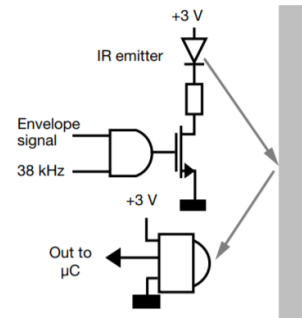 +3 V
IR emitter
Envelope
signal
38 kHz
+3 V
Out to
µC